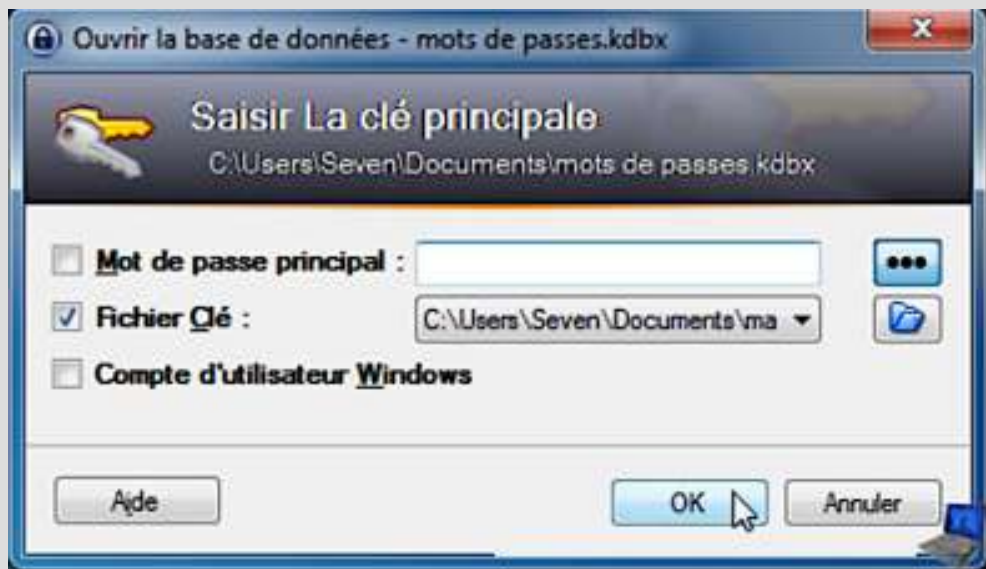 Ouvrir la base de données - mots de passes.kdbx
Saisir La clé principale
C:\Users\Seven\Documents\mots de passes.kdbx
Mot de passe principal :
Fichier Clé :
C:\Users\Seven\Documents\ma
Compte d'utilisateur Windows
Aide
OK
Annuler